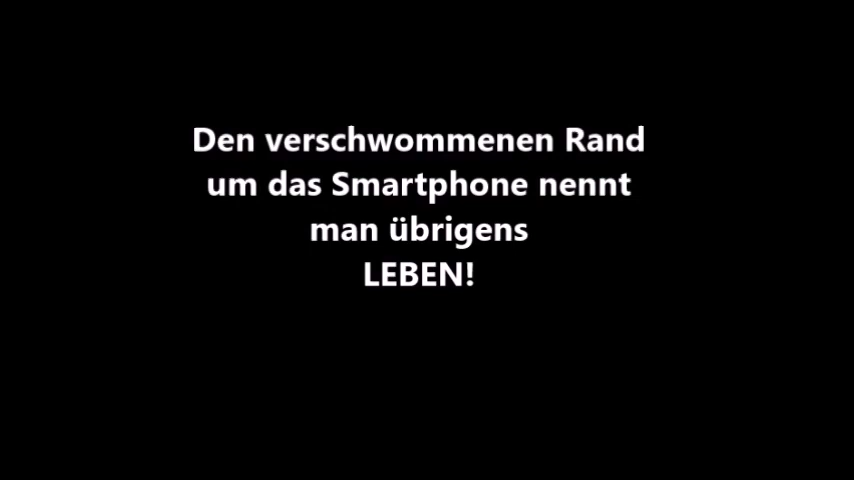 Den verschwommenen Rand
um das Smartphone nennt
man übrigens
LEBEN!